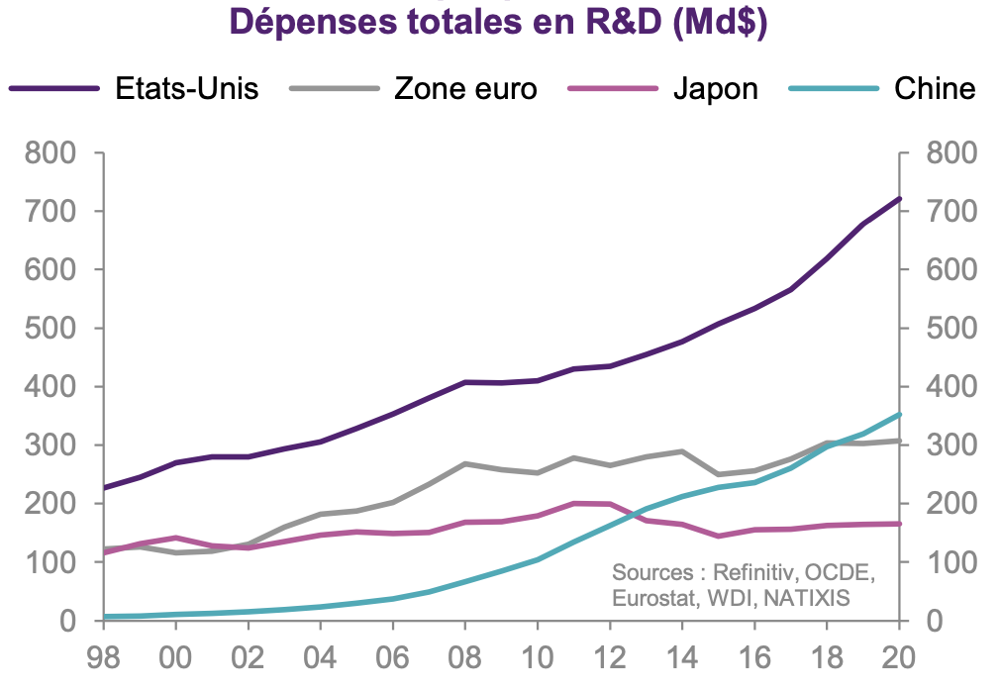 Dépenses totales en R&D (Md$)
Etats-Unis Zone euro Japon Chine
800 800
700 700
600 600
500 500
400 400
300 300
200 200
100 100
Sources : Refinitiv, OCDE,
Eurostat, WDI, NATIXIS
0 0
98 00 02 04 06 08 10 12 14 16 18 20